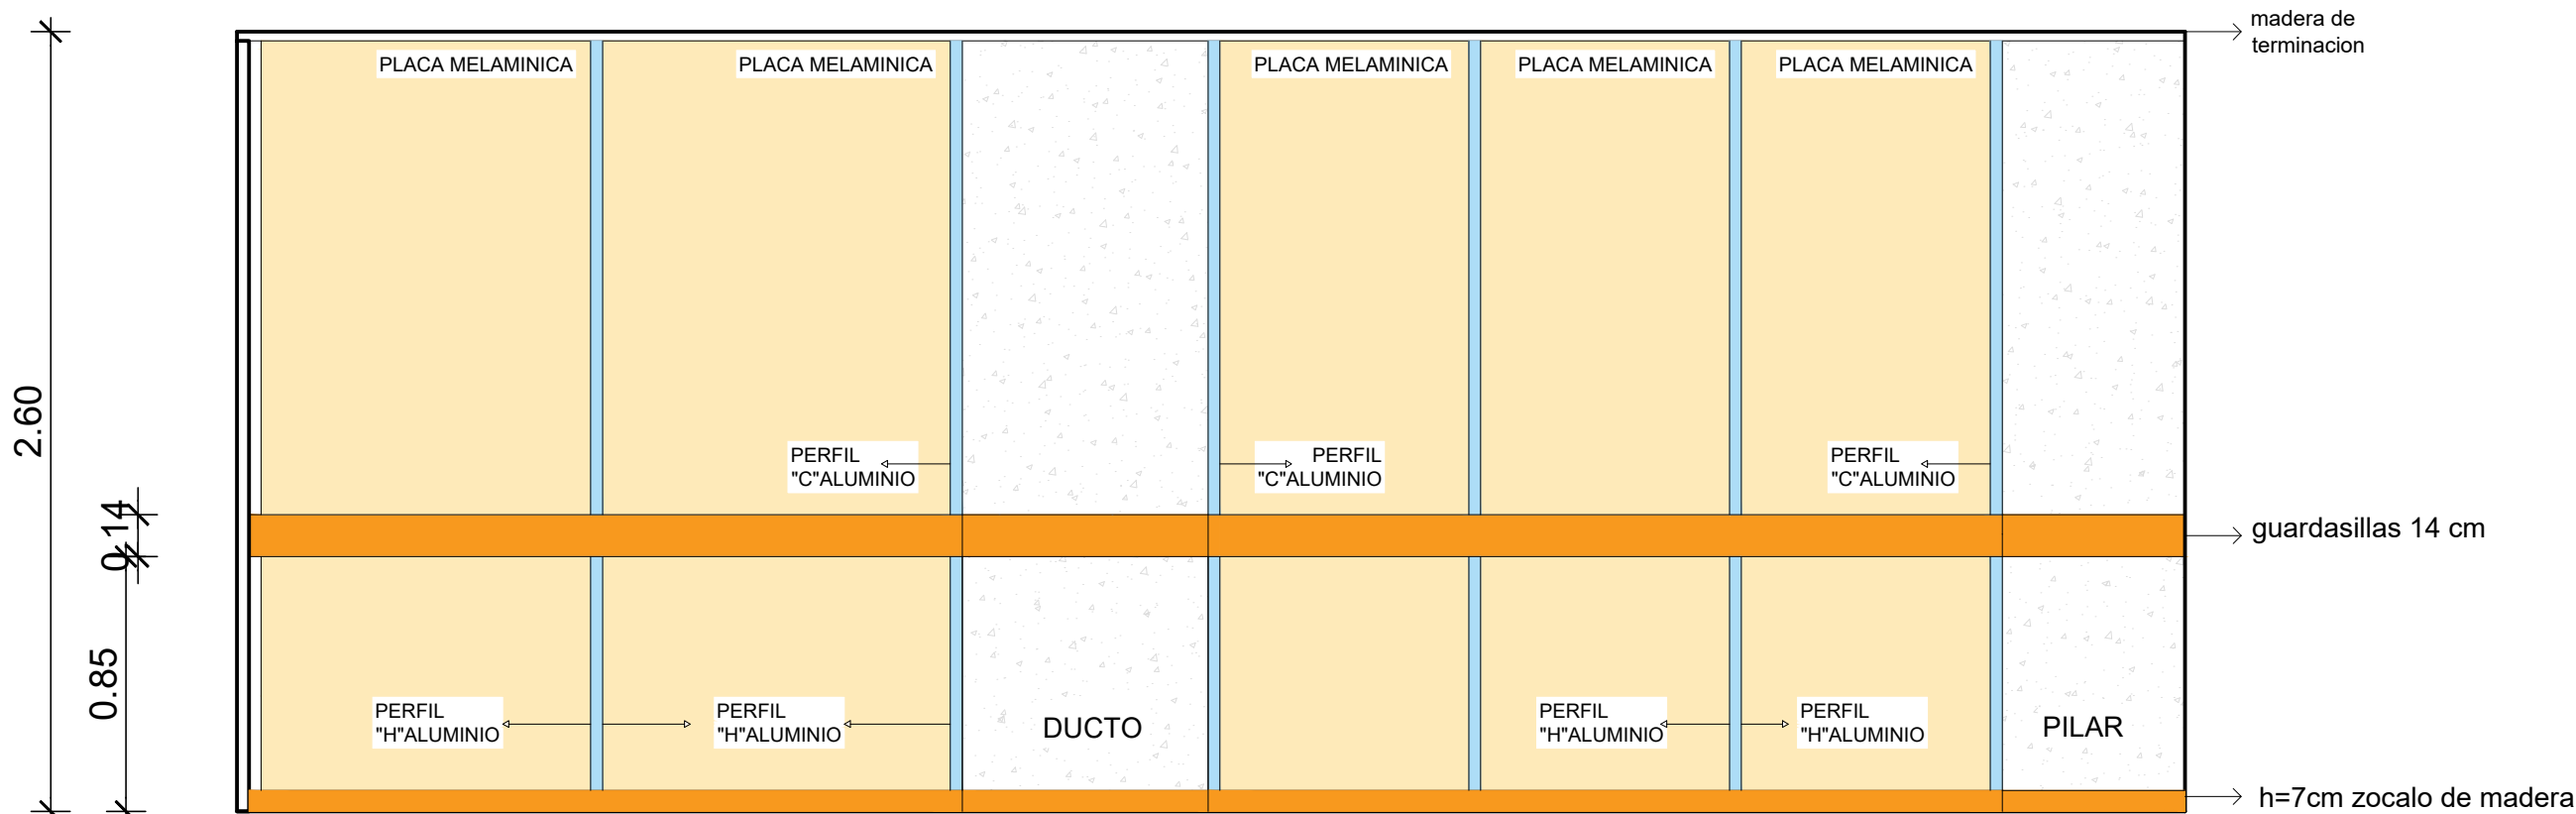 madera de
terminacion
PLACA MELAMINICA
PLACA MELAMINICA
PLACA MELAMINICA
PLACA MELAMINICA
PLACA MELAMINICA
2.60
PERFIL
"C"ALUMINIO
PERFIL
"C"ALUMINIO
PERFIL
"C"ALUMINIO
0.14
guardasillas 14 cm
0.85
PERFIL
"H"ALUMINIO
PERFIL
"H"ALUMINIO
DUCTO
PERFIL
"H"ALUMINIO
PERFIL
"H"ALUMINIO
PILAR
h=7cm zocalo de madera